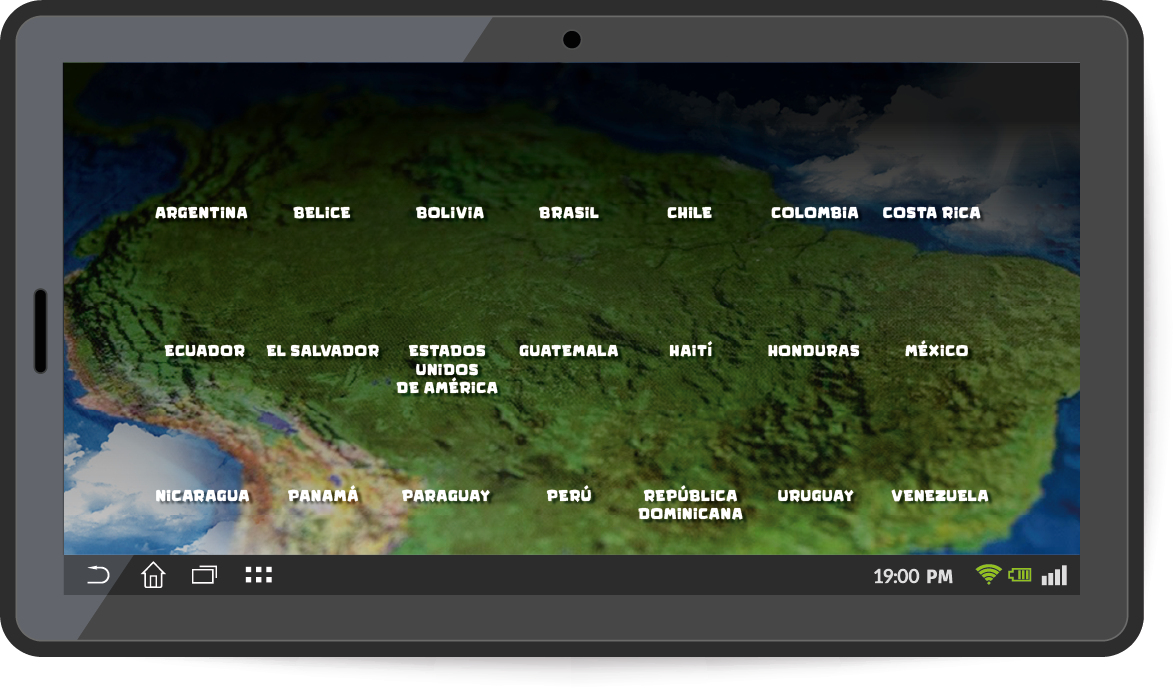 ARGENTINA BELICE BOLIVIA BRASIL CHILE COLOMBIA COSTA RICA
ECUADOR EL SALVADOR ESTADOS GUATEMALA HAITÍ HONDURAS MÉXICO
UNIDOS
DE AMÉRICA
NICARAGUA PANAMÁ PARAGUAY PERÚ REPÚBLICA URUGUAY VENEZUELA
DOMINICANA
19:00 PM